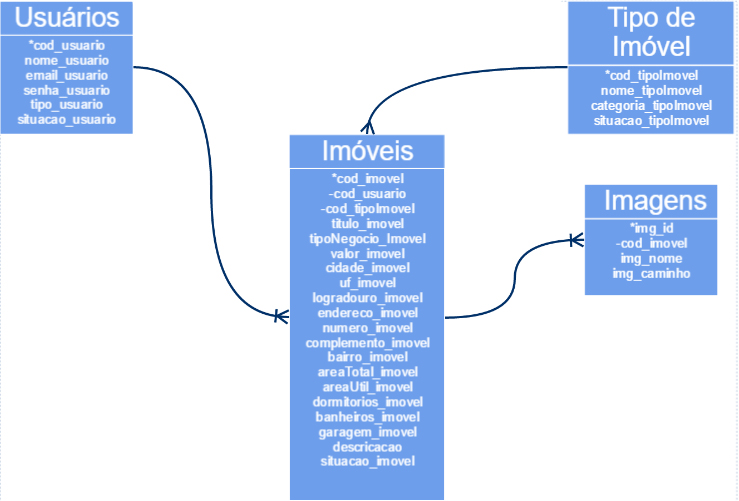 Usuários
*cod_usuario
nome_usuario
email_usuario
senha_usuario
tipo_usuario
situacao_usuario
Tipo de
Imóvel
*cod_tipoImovel
nome_tipoImovel
categoria_tipoImovel
situacao_tipoImovel
Imóveis
*cod_imovel
-cod_usuario
-cod_tipoImovel
titulo_imovel
tipoNegocio_Imovel
valor_imovel
cidade_imovel
uf_imovel
logradouro_imovel
endereco_imovel
numero_imovel
complemento_imovel
bairro_imovel
areaTotal_imovel
areaUtil_imovel
dormitorios_imovel
banheiros_imovel
garagem_imovel
descricacao
situacao_imovel
Imagens
*img_id
-cod_imovel
img_nome
img_caminho